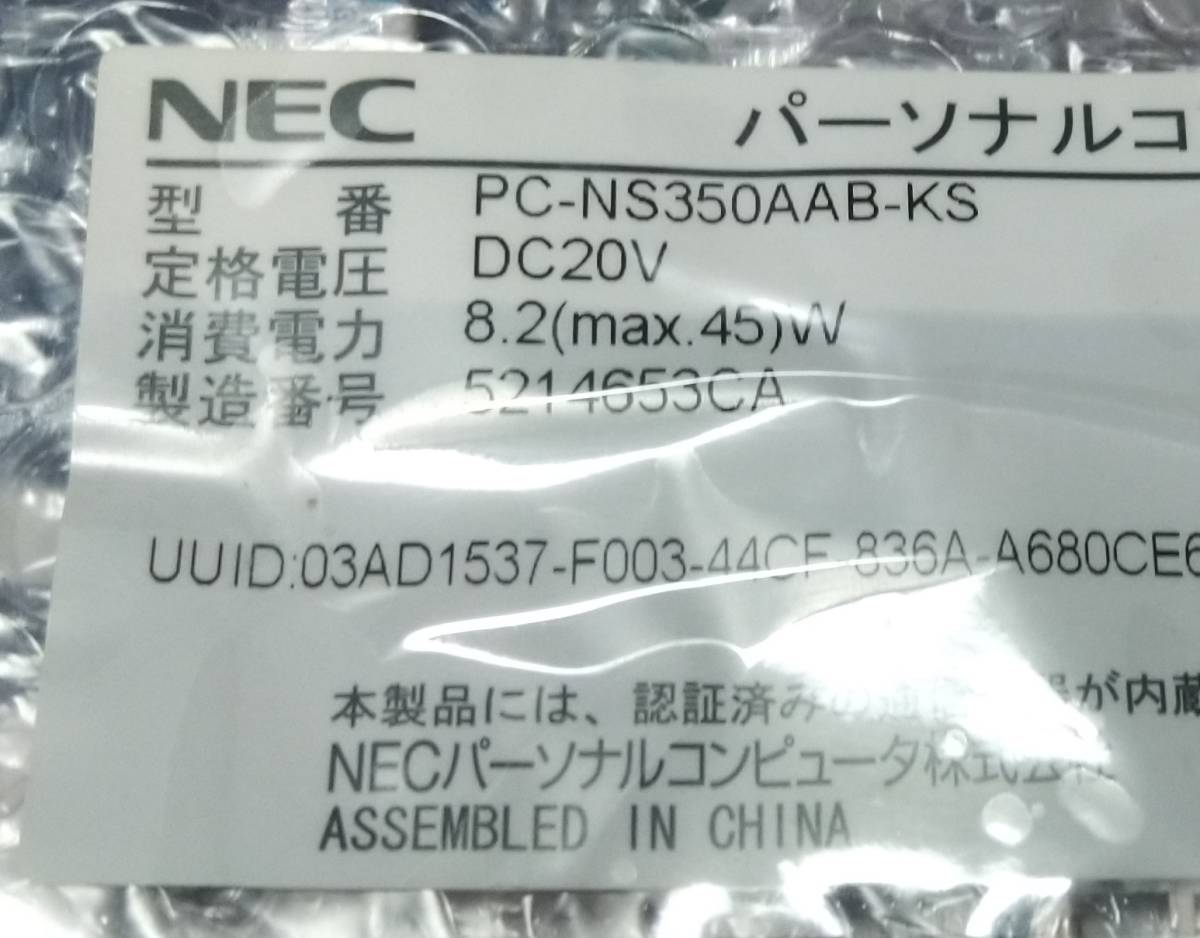 NEC パーソナルコ
型番 PC-NS350AAB-KS
定格電圧 DC20V
消費電力 8.2(max.45)W
製造番号 5214653CA
UUID:03AD1537-F003-44CF-836A-A680CE6
本製品には、認証済みの通信 が内蔵
NECパーソナルコンピュータ株式会社
ASSEMBLED IN CHINA